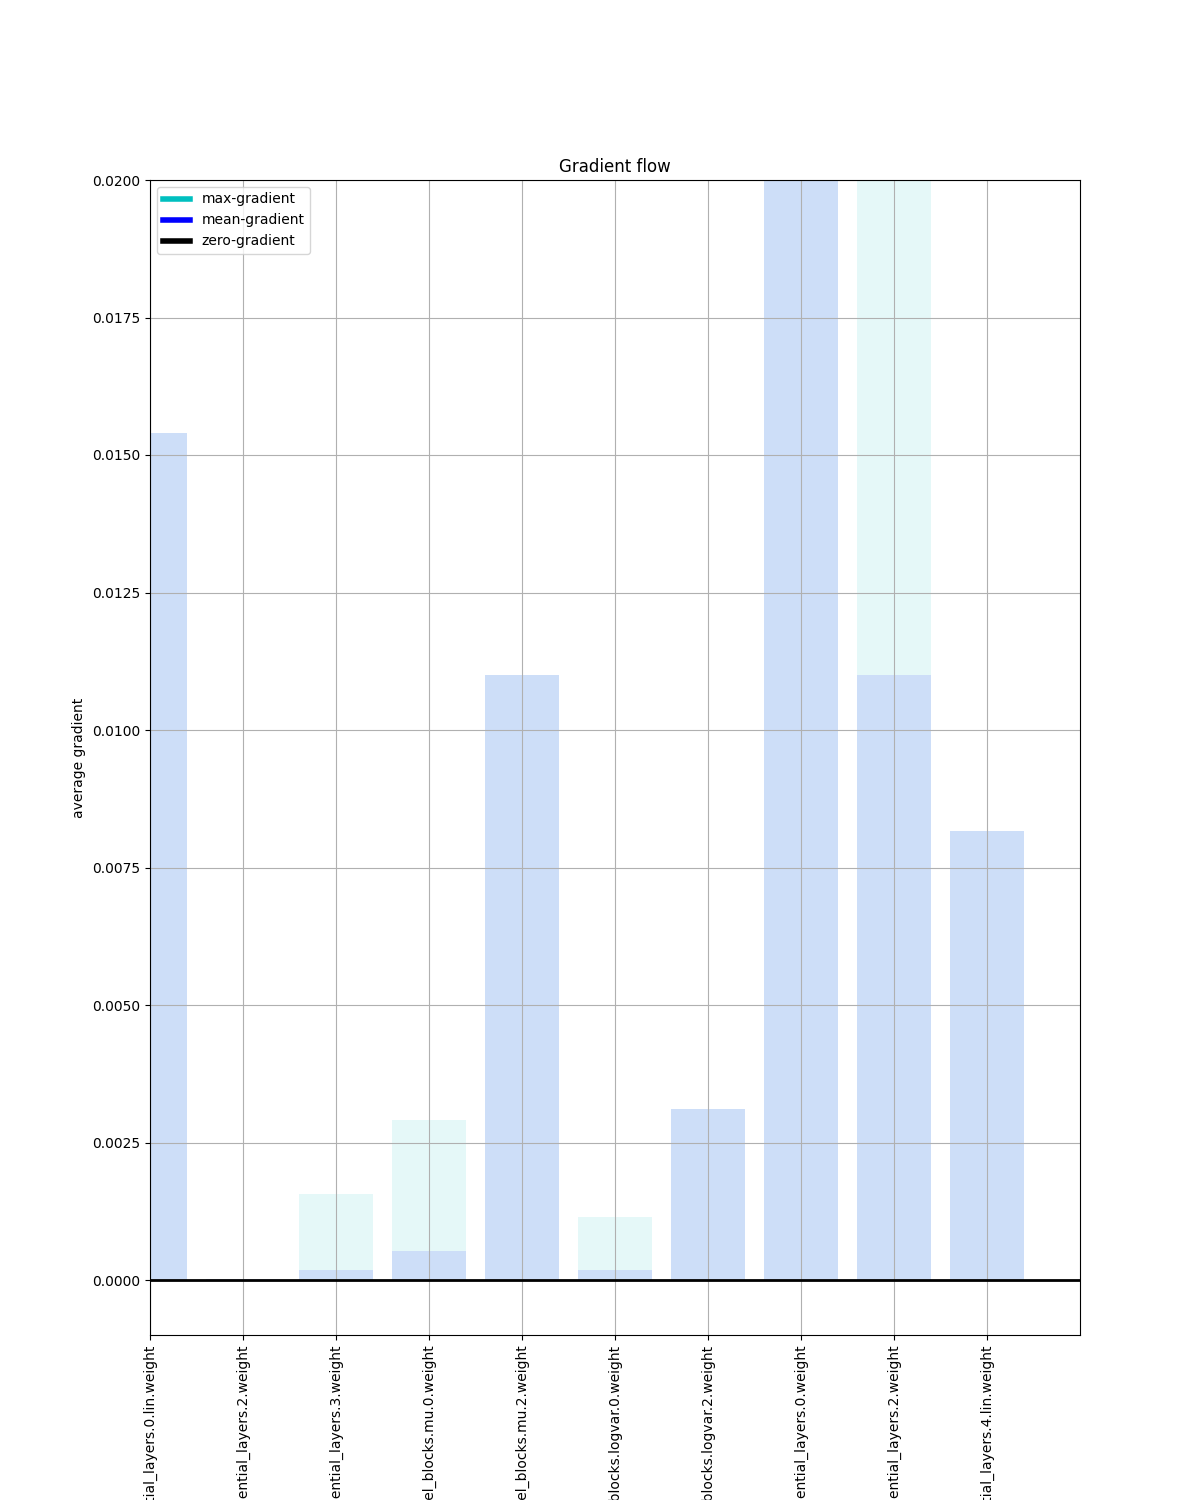 Gradient flow
max-gradient
mean-gradient
zero-gradient
0.0200
0.0175
0.0150
0.0125
0.0100
0.0075
0.0050
0.0025
0.0000
average gradient
tial_layers.0.lin.weight
ential_layers.2.weight
ential_layers.3.weight
el_blocks.mu.0.weight
el_blocks.mu.2.weight
blocks.logvar.0.weight
blocks.logvar.2.weight
ential_layers.0.weight
ential_layers.2.weight
tial_layers.4.lin.weight